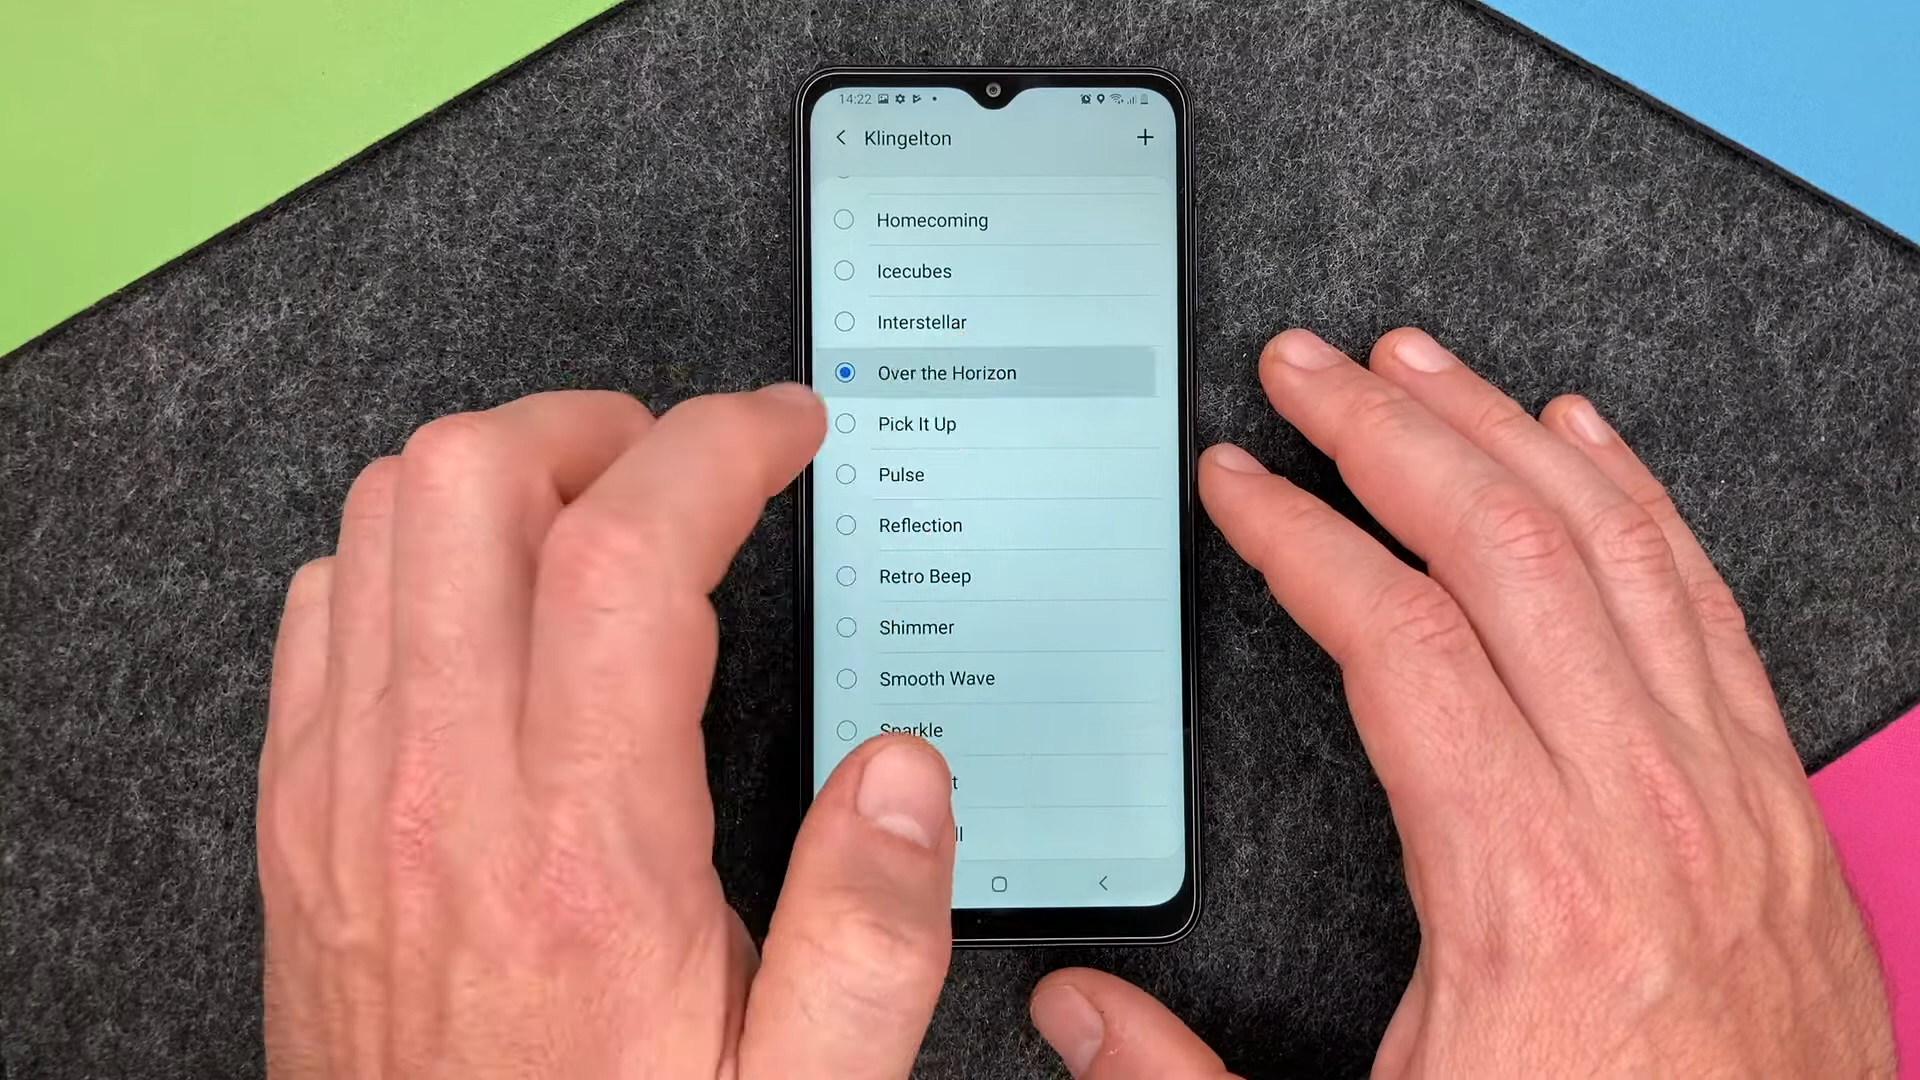 14:22
Klingelton
Homecoming
Icecubes
Interstellar
Over the Horizon
Pick It Up
Pulse
Reflection
Retro Beep
Shimmer
Smooth Wave
Sparkle
t
ll